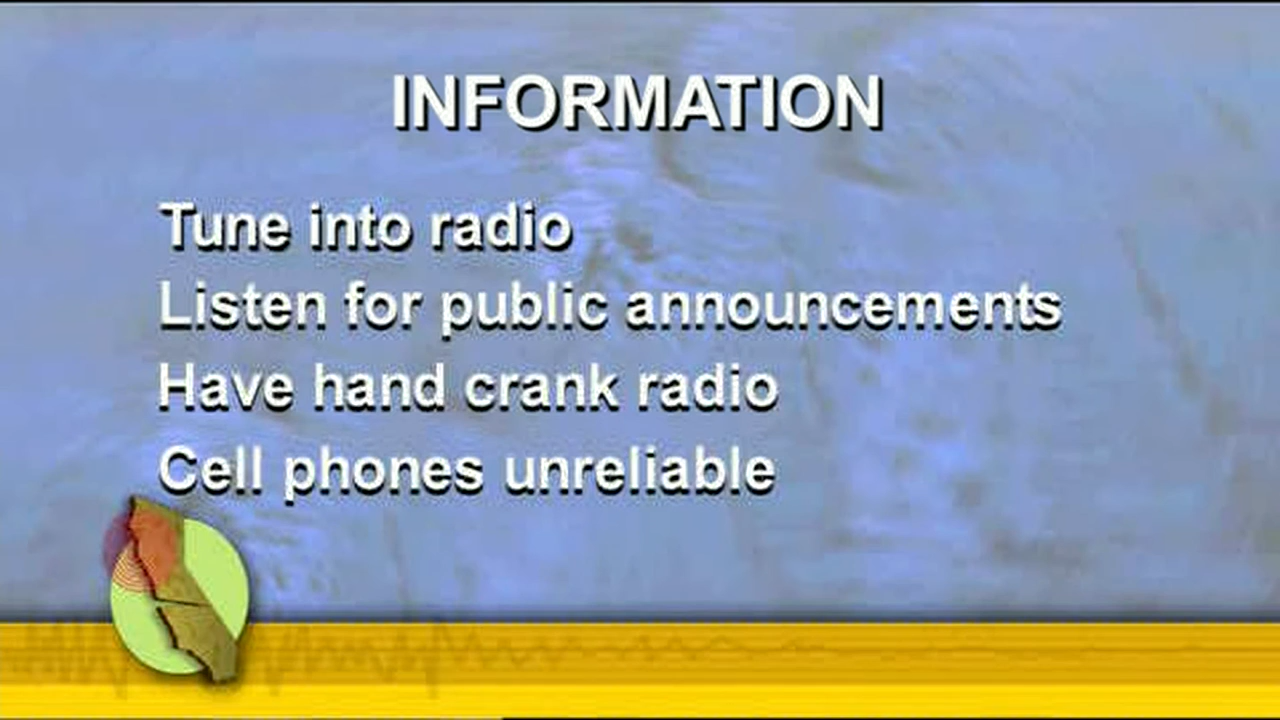 INFORMATION
Tune into radio
Listen for public announcements
Have hand crank radio
Cell phones unreliable